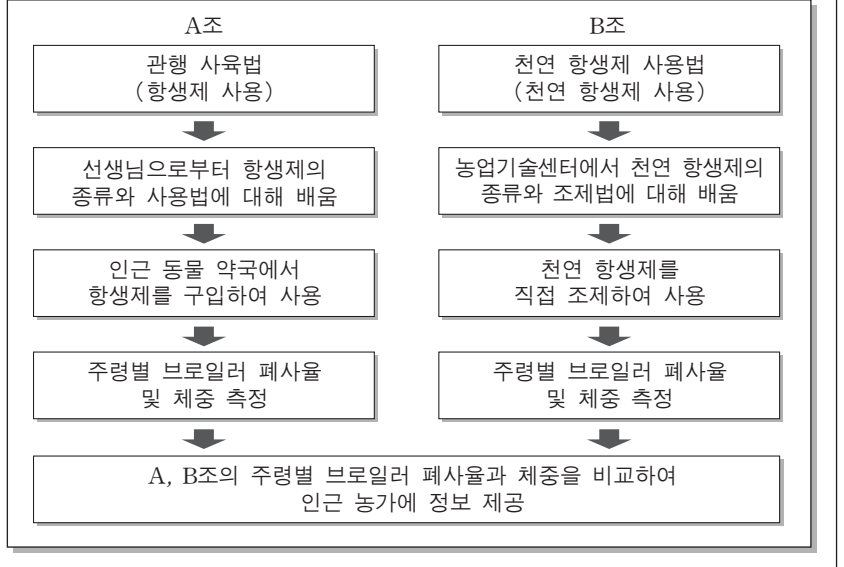 A조
관행 사육법
(항생제 사용)
선생님으로부터 항생제의
종류와 사용법에 대해 배움
인근 동물 약국에서
항생제를 구입하여 사용
주령별 브로일러 폐사율
및 체중 측정
B조
천연 항생제 사용법
(천연 항생제 사용)
농업기술센터에서 천연 항생제의
종류와 조제법에 대해 배움
천연 항생제를
직접 조제하여 사용
주령별 브로일러 폐사율
및 체중 측정
A, B조의 주령별 브로일러 폐사율과 체중을 비교하여
인근 농가에 정보 제공